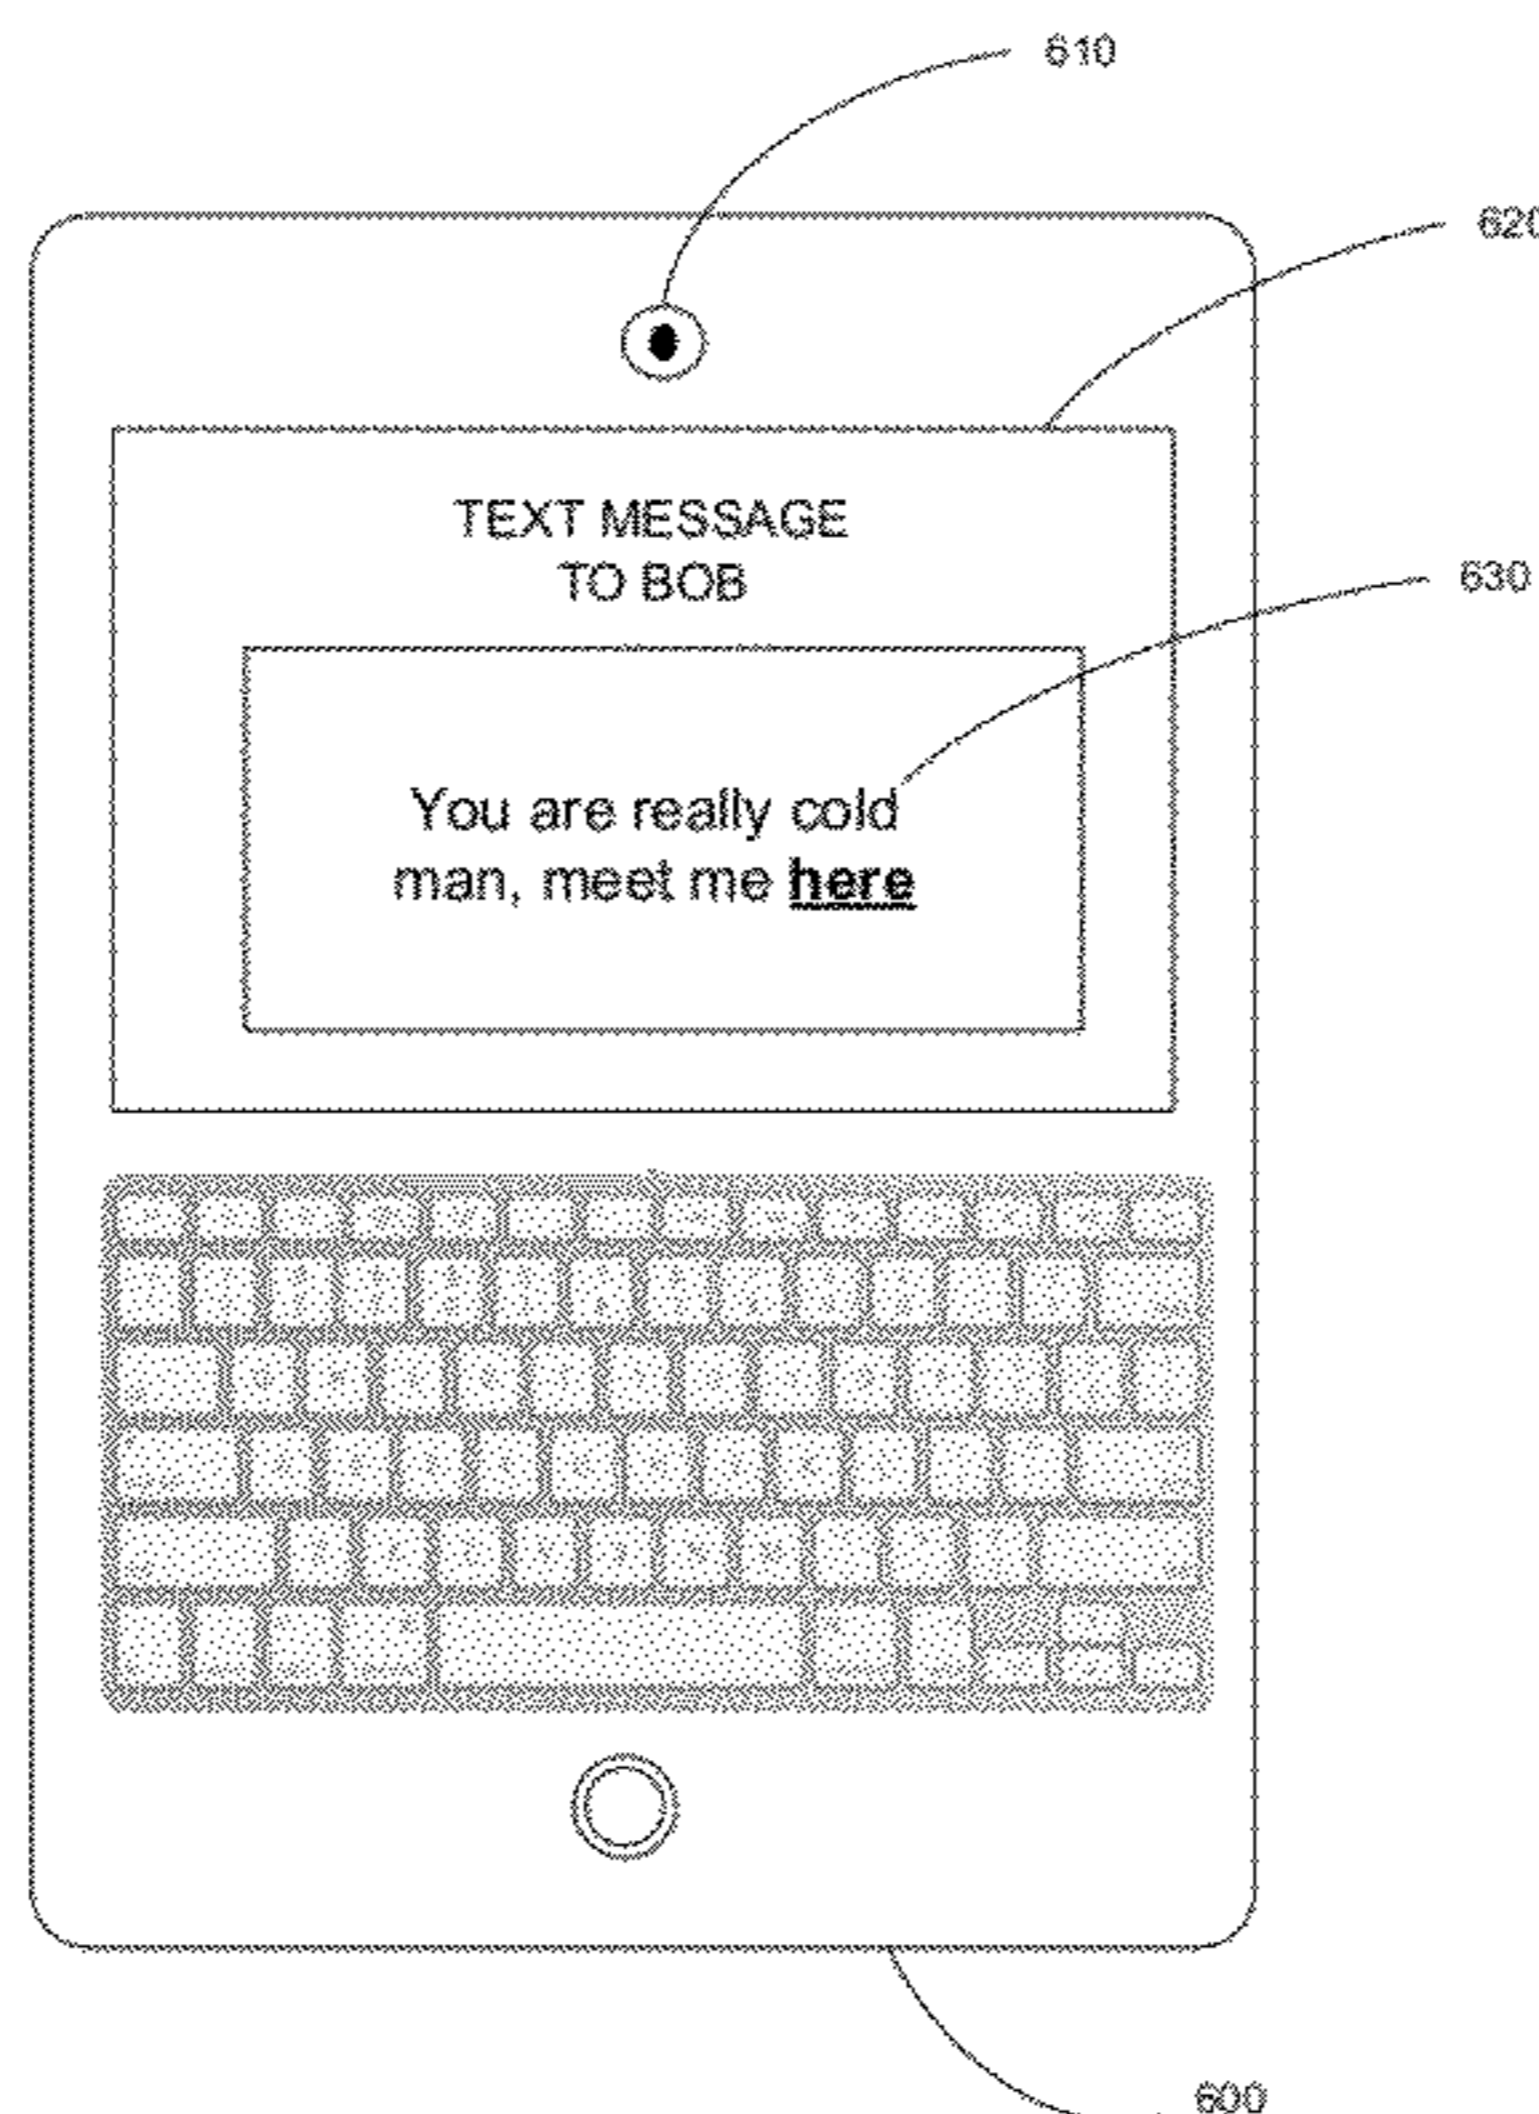 610
620
TEXT MESSAGE
TO BOB
630
You are really cold
man, meet me here
600